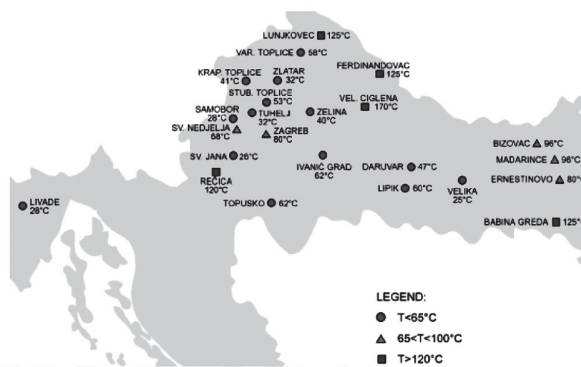 LUNJKOVEC 125°C
VAR. TOPLICE 58°C
FERDINANDOVAC
125°C
KRAP. TOPLICE
41°C
ZLATAR
32°C
STUB. TOPLICE
53°C
VEL. CIGLENA
170°C
SAMOBOR
28°C
TUHELJ
32°C
ZELINA
40°C
SV. NEDJELJA
68°C
ZAGREB
80°C
BIZOVAC 96°C
MADARINCE 96°C
SV. JANA 26°C
IVANIĆ GRAD
62°C
DARUVAR 47°C
ERNESTINOVO 80°C
REČICA
120°C
LIPIK 60°C
VELIKA
25°C
LIVADE
28°C
TOPUSKO 62°C
BABINA GREDA 125°
LEGEND:
T<65°C
65<T<100°C
T>120°C